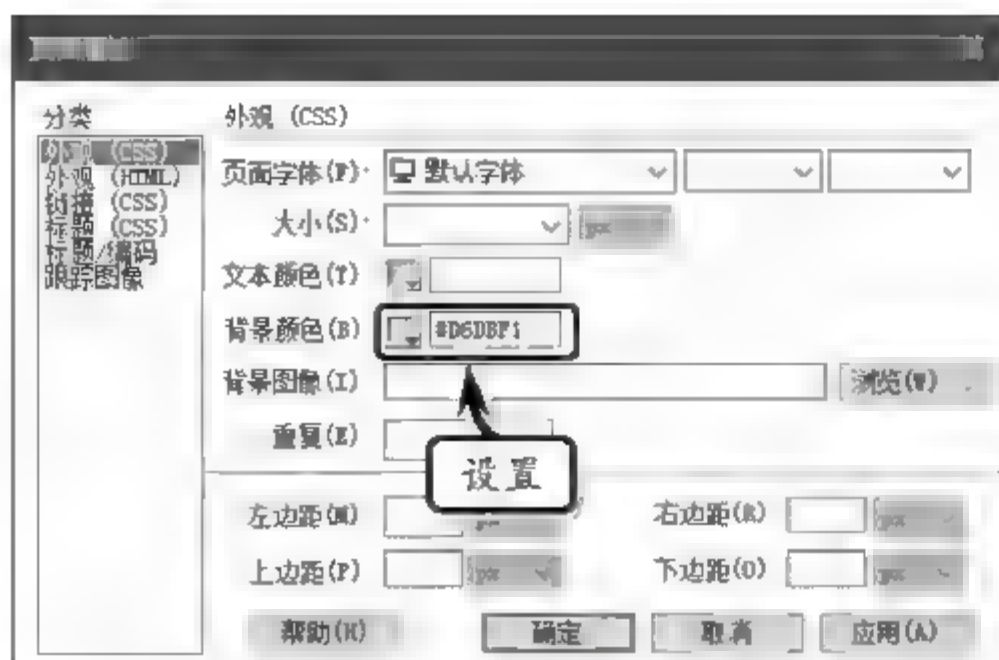 分类
外观 (CSS)
外观 (CSS)
外观 (HTML)
链接 (CSS)
标题 (CSS)
标题/编码
跟踪图像
页面字体(F): 默认字体
大小(S): px
文本颜色(T)
背景颜色(B) #D6DBF1
背景图像(I) 浏览(W)
重复(E)
设置
左边距(M) px 右边距(R) px
上边距(P) px 下边距(O) px
帮助(H) 确定 取消 应用(A)